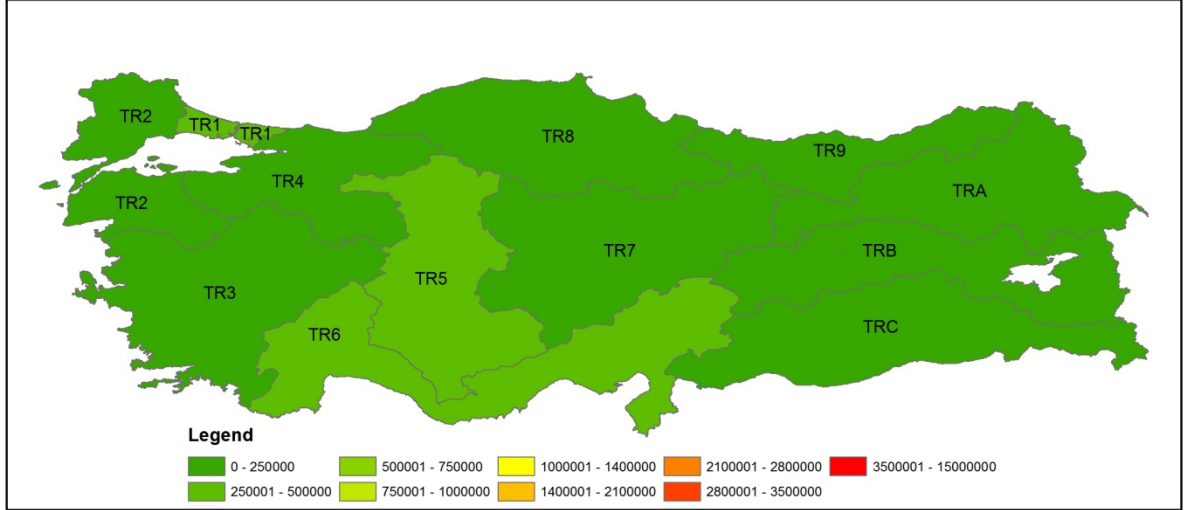 TR2
TR1
TR1
TR8
TR9
TR4
TRA
TR2
TR7
TRB
TR3
TR5
TRC
TR6
Legend
0 - 250000
500001 - 750000
1000001 - 1400000
2100001 - 2800000
3500001 - 15000000
250001 - 500000
750001 - 1000000
1400001 - 2100000
2800001 - 3500000